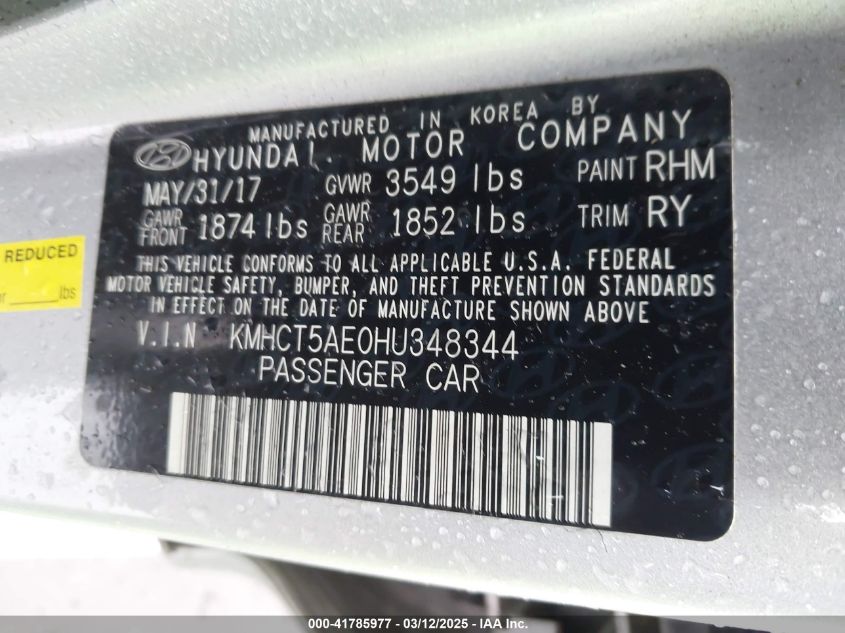 MANUFACTURED IN KOREA BY
HYUNDAI MOTOR COMPANY
MAY/31/17 GVWR 3549 lbs PAINT RHM
GAWR FRONT 1874 lbs GAWR REAR 1852 lbs TRIM RY
THIS VEHICLE CONFORMS TO ALL APPLICABLE U.S.A. FEDERAL
MOTOR VEHICLE SAFETY, BUMPER, AND THEFT PREVENTION STANDARDS
IN EFFECT ON THE DATE OF MANUFACTURE SHOWN ABOVE
V.I.N KMHCT5AE0HU348344
PASSENGER CAR
REDUCED
lbs
000-41785977 - 03/12/2025 - IAA Inc.